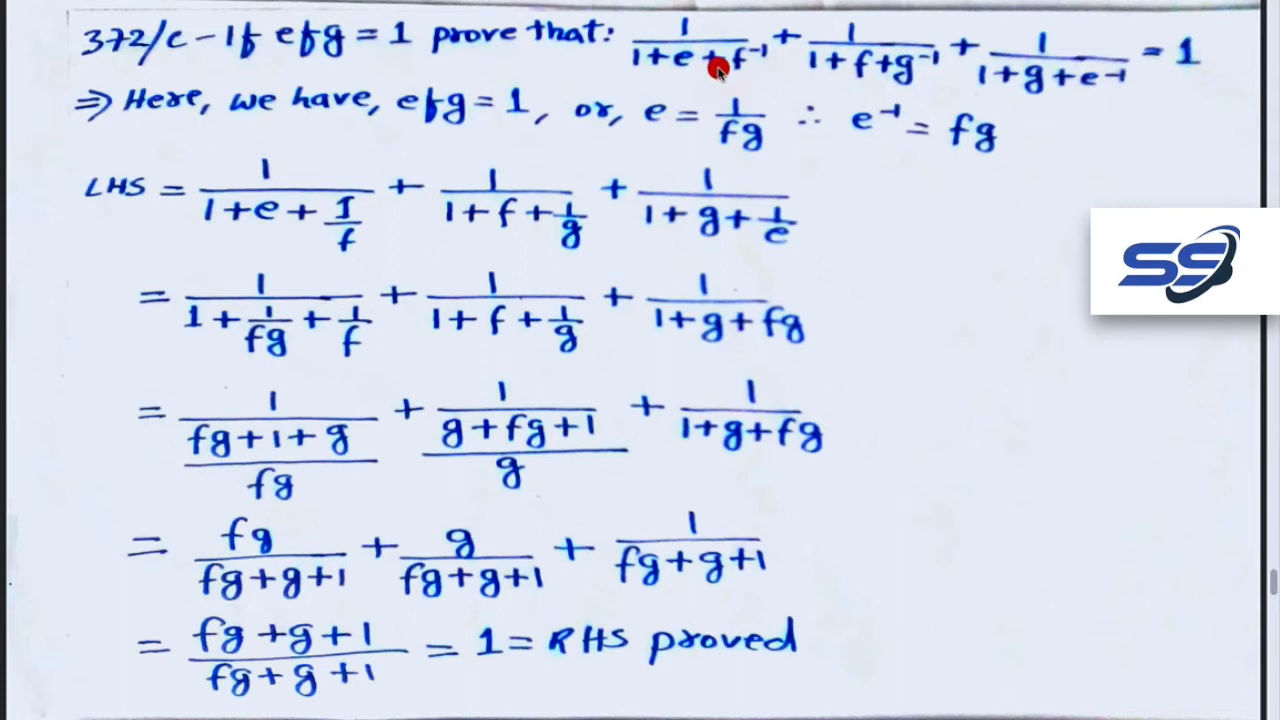 372/c - If efg = 1 prove that: 1/(1+e+f⁻¹) + 1/(1+f+g⁻¹) + 1/(1+g+e⁻¹) = 1
⇒ Here, we have, efg = 1, or, e = 1/fg ∴ e⁻¹ = fg
LHS = 1/(1+e+1/f) + 1/(1+f+1/g) + 1/(1+g+1/e)
= 1/(1+1/fg+1/f) + 1/(1+f+1/g) + 1/(1+g+fg)
= 1/((fg+1+g)/fg) + 1/((g+fg+1)/g) + 1/(1+g+fg)
= fg/(fg+g+1) + g/(fg+g+1) + 1/(fg+g+1)
= (fg+g+1)/(fg+g+1) = 1 = RHS proved
SS